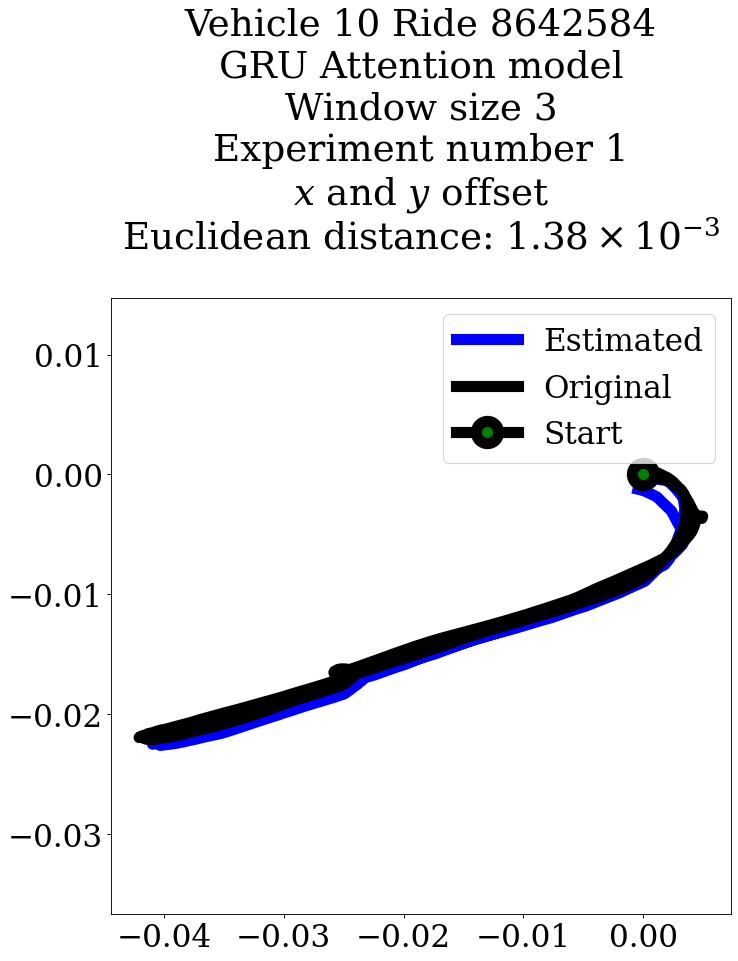 Vehicle 10 Ride 8642584
GRU Attention model
Window size 3
Experiment number 1
x and y offset
Euclidean distance: 1.38 × 10⁻³
Estimated
Original
Start
0.01
0.00
−0.01
−0.02
−0.03
−0.04 −0.03 −0.02 −0.01 0.00